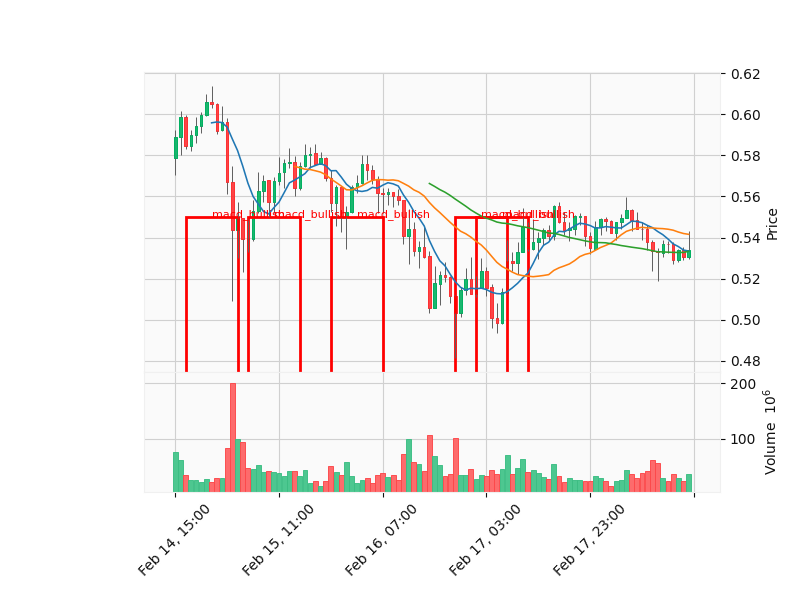 0.62
0.60
0.58
0.56
macd_bullish
macd_bullish
macd_bullish
0.54
0.52
0.50
0.48
Price
200
100
Volume 10^6
Feb 14, 15:00
Feb 15, 11:00
Feb 16, 07:00
Feb 17, 03:00
Feb 17, 23:00